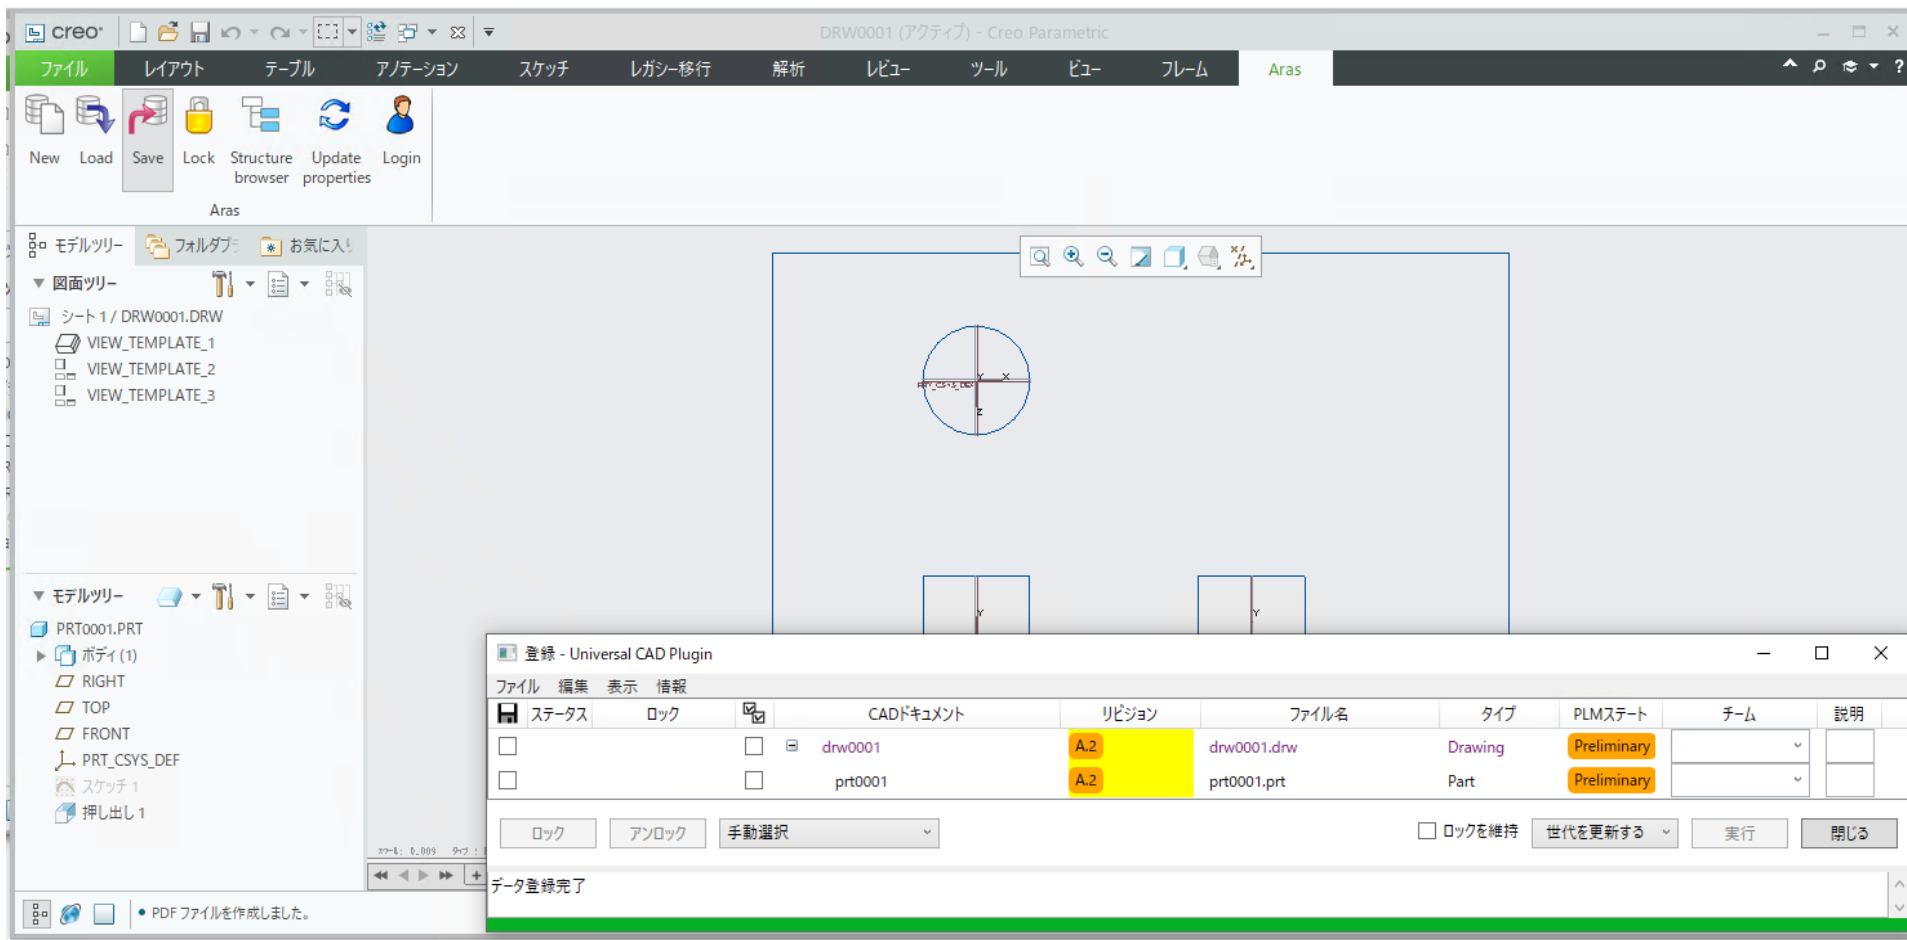 creo
DRW0001 (アクティブ) - Creo Parametric
ファイル レイアウト テーブル アノテーション スケッチ レガシー移行 解析 レビュー ツール ビュー フレーム Aras
New Load Save Lock Structure browser Update properties Login
Aras
モデルツリー フォルダブラ お気に入り
図面ツリー
シート 1 / DRW0001.DRW
VIEW_TEMPLATE_1
VIEW_TEMPLATE_2
VIEW_TEMPLATE_3
Y X
PRT_CSYS_DEF
Z
モデルツリー
PRT0001.PRT
ボディ (1)
RIGHT
TOP
FRONT
PRT_CSYS_DEF
スケッチ 1
押し出し 1
Y Y
スケール: 0.009 タイプ :
PDF ファイルを作成しました。
登録 - Universal CAD Plugin
ファイル 編集 表示 情報
ステータス ロック CADドキュメント リビジョン ファイル名 タイプ PLMステート チーム 説明
drw0001 A.2 drw0001.drw Drawing Preliminary
prt0001 A.2 prt0001.prt Part Preliminary
ロック アンロック 手動選択 ロックを維持 世代を更新する 実行 閉じる
データ登録完了